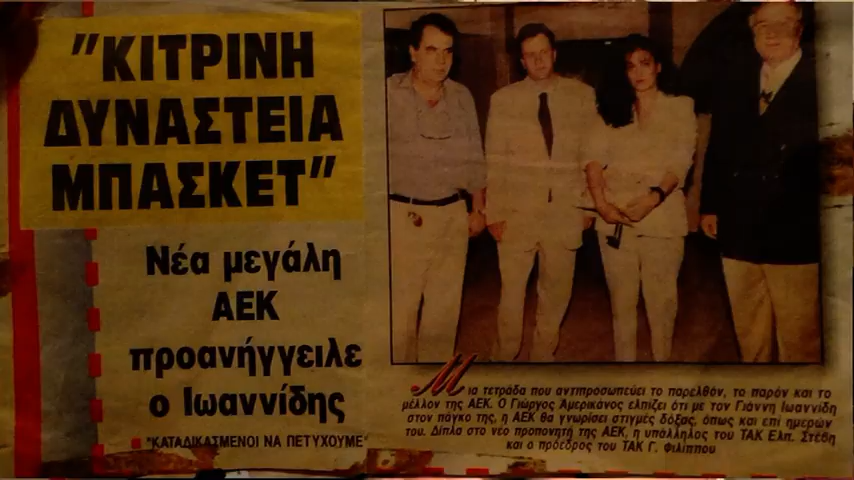 "ΚΙΤΡΙΝΗ
ΔΥΝΑΣΤΕΙΑ
ΜΠΑΣΚΕΤ"
Νέα μεγάλη
ΑΕΚ
προανήγγειλε
ο Ιωαννίδης
"ΚΑΤΑΔΙΚΑΣΜΕΝΟΙ ΝΑ ΠΕΤΥΧΟΥΜΕ"
Μια τετράδα που αντιπροσωπεύει το παρελθόν, το παρόν και το
μέλλον της ΑΕΚ. Ο Γιώργος Αμερικάνος ελπίζει ότι με τον Γιάννη Ιωαννίδη
στον πάγκο της, η ΑΕΚ θα γνωρίσει στιγμές δόξας, όπως και επί ημερών
του. Δίπλα στο νέο προπονητή της ΑΕΚ, η υπάλληλος του ΤΑΚ Ελπ. Στέβη
και ο πρόεδρος του ΤΑΚ Γ. Φιλίππου